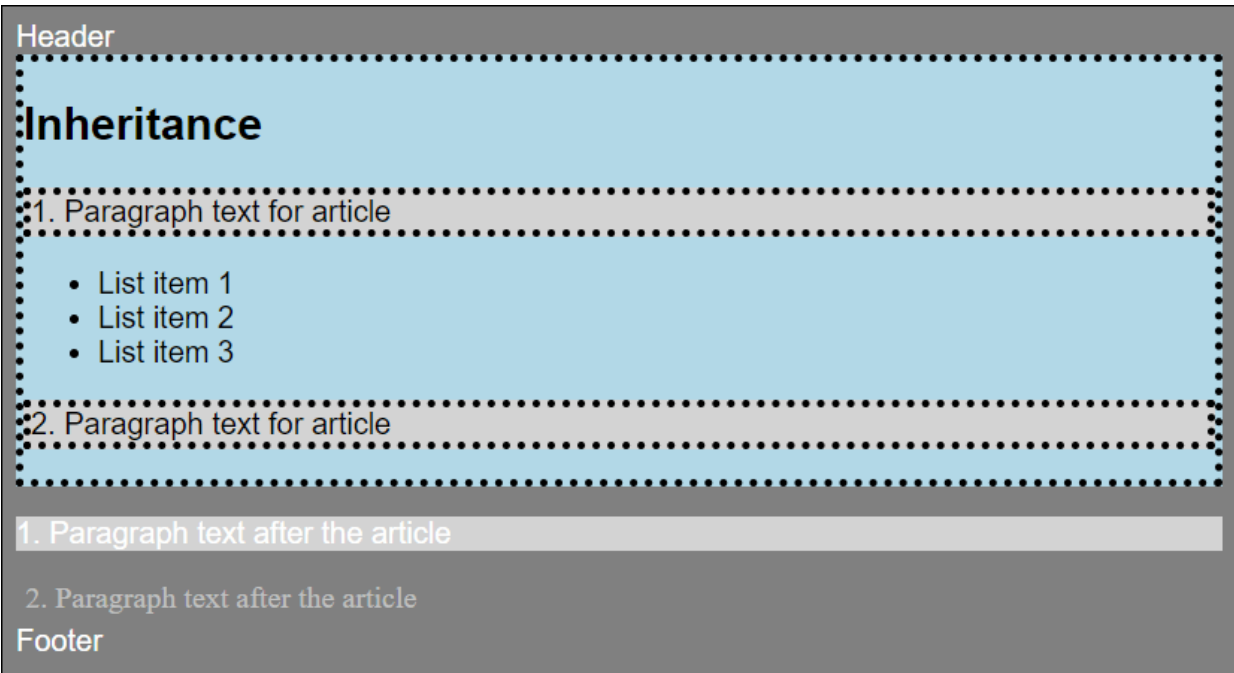 Header
Inheritance
1. Paragraph text for article
• List item 1
• List item 2
• List item 3
2. Paragraph text for article
1. Paragraph text after the article
2. Paragraph text after the article
Footer